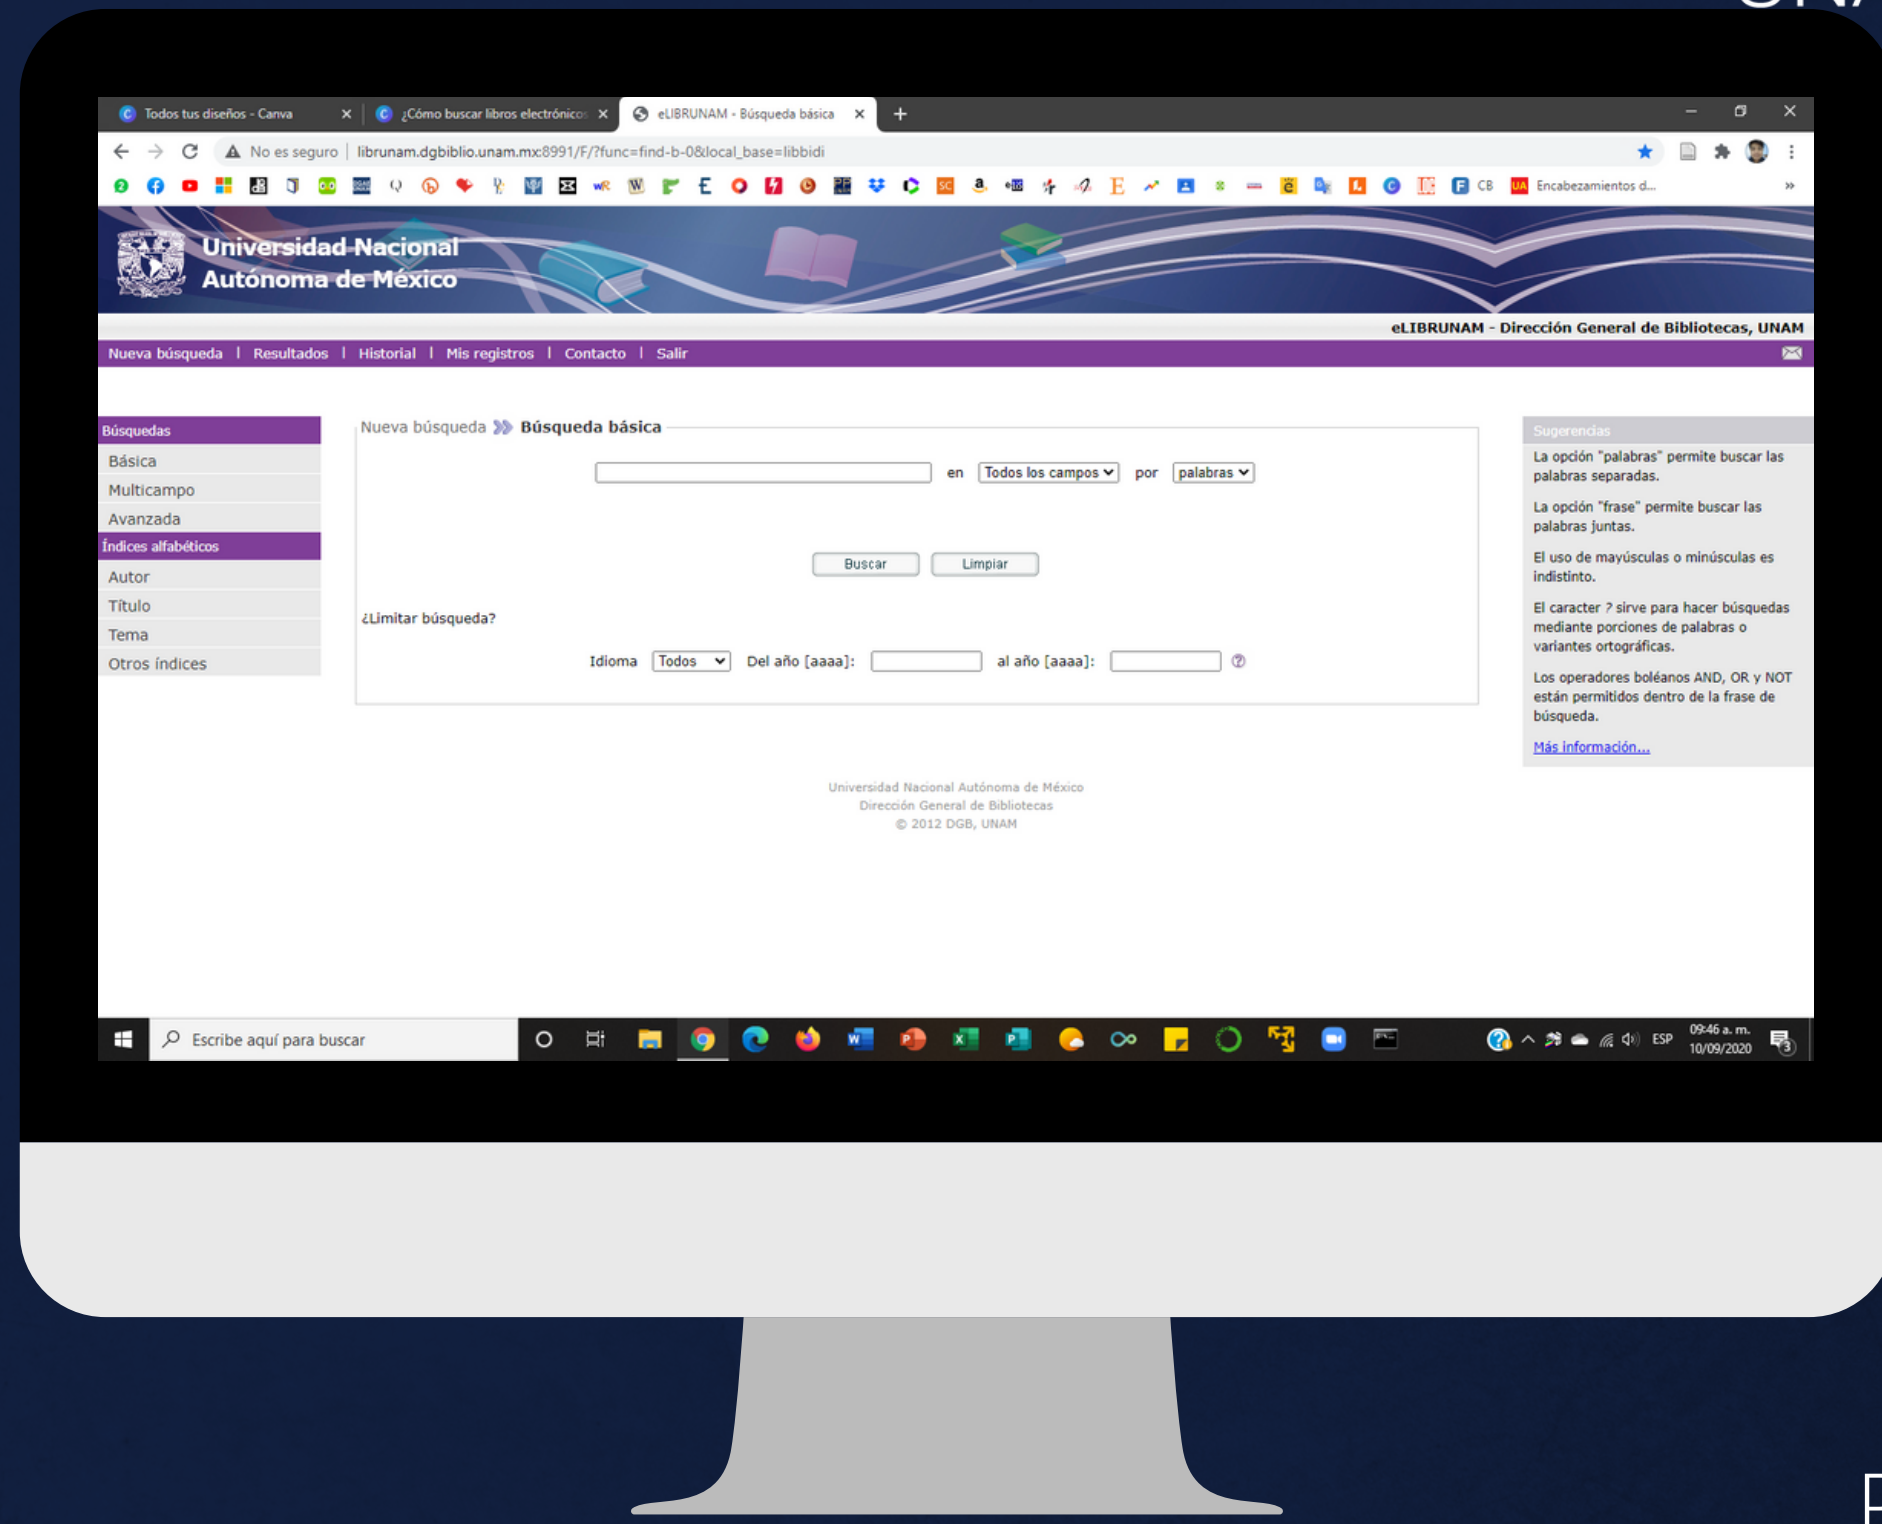 Todos tus diseños - Canva
¿Cómo buscar libros electrónicos
eLIBRUNAM - Búsqueda básica
No es seguro | librunam.dgbiblio.unam.mx:8991/F/?func=find-b-0&local_base=libbidi
CB
Encabezamientos d...
Universidad Nacional
Autónoma de México
eLIBRUNAM - Dirección General de Bibliotecas, UNAM
Nueva búsqueda | Resultados | Historial | Mis registros | Contacto | Salir
Búsquedas
Básica
Multicampo
Avanzada
Índices alfabéticos
Autor
Título
Tema
Otros índices
Nueva búsqueda Búsqueda básica
en Todos los campos por palabras
Buscar Limpiar
¿Limitar búsqueda?
Idioma Todos Del año [aaaa]: al año [aaaa]:
Sugerencias
La opción "palabras" permite buscar las
palabras separadas.
La opción "frase" permite buscar las
palabras juntas.
El uso de mayúsculas o minúsculas es
indistinto.
El caracter ? sirve para hacer búsquedas
mediante porciones de palabras o
variantes ortográficas.
Los operadores boléanos AND, OR y NOT
están permitidos dentro de la frase de
búsqueda.
Más información...
Universidad Nacional Autónoma de México
Dirección General de Bibliotecas
© 2012 DGB, UNAM
Escribe aquí para buscar
ESP
09:46 a. m.
10/09/2020